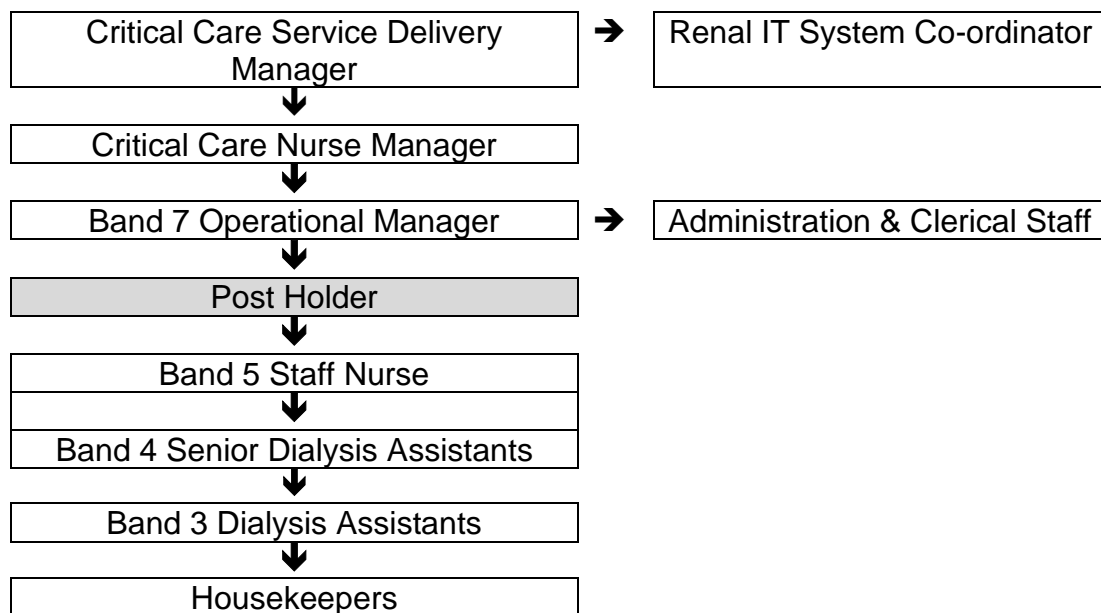 Critical Care Service Delivery
Manager
Renal IT System Co-ordinator
Critical Care Nurse Manager
Band 7 Operational Manager
Administration & Clerical Staff
Post Holder
Band 5 Staff Nurse
Band 4 Senior Dialysis Assistants
Band 3 Dialysis Assistants
Housekeepers